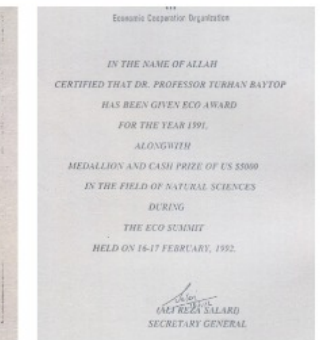 Economic Cooperation Organization
IN THE NAME OF ALLAH
CERTIFIED THAT DR. PROFESSOR TURHAN BAYTOP
HAS BEEN GIVEN ECO AWARD
FOR THE YEAR 1991.
ALONGWITH
MEDALLION AND CASH PRIZE OF US $5000
IN THE FIELD OF NATURAL SCIENCES
DURING
THE ECO SUMMIT
HELD ON 16-17 FEBRUARY, 1992.
(ALI REZA SALARI)
SECRETARY GENERAL